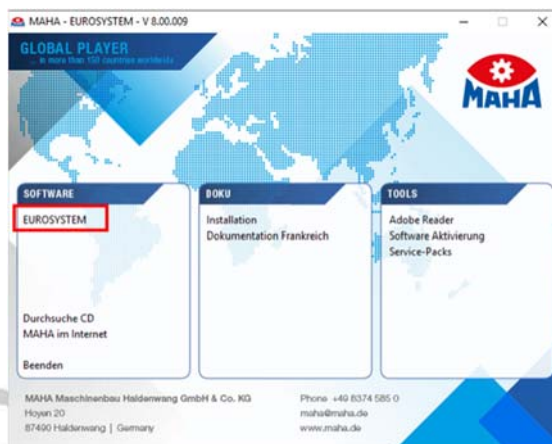 MAHA - EUROSYSTEM - V 8.00.009
GLOBAL PLAYER
... in more than 150 countries worldwide
MAHA
SOFTWARE
EUROSYSTEM
Durchsuche CD
MAHA im Internet
Beenden
DOKU
Installation
Dokumentation Frankreich
TOOLS
Adobe Reader
Software Aktivierung
Service-Packs
MAHA Maschinenbau Haldenwang GmbH & Co. KG
Hoyen 20
87490 Haldenwang | Germany
Phone +49 8374 585 0
maha@maha.de
www.maha.de